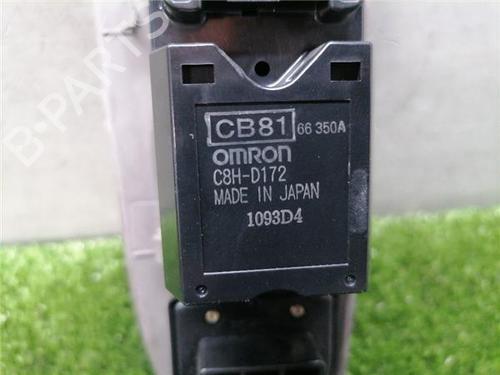 B-PARTS
CB81 66 350A
OMRON
C8H-D172
MADE IN JAPAN
1093D4